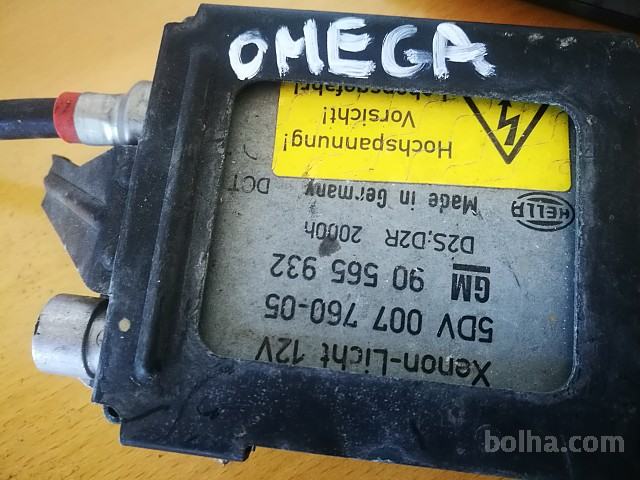 OMEGA
Xenon-Licht 12V
5DV 007 760-05
GM 90 565 932
D2S;D2R 2000h
Made in Germany DCT
HELLA
Hochspannung!
Vorsicht!
Lebensgefahr!
bolha.com